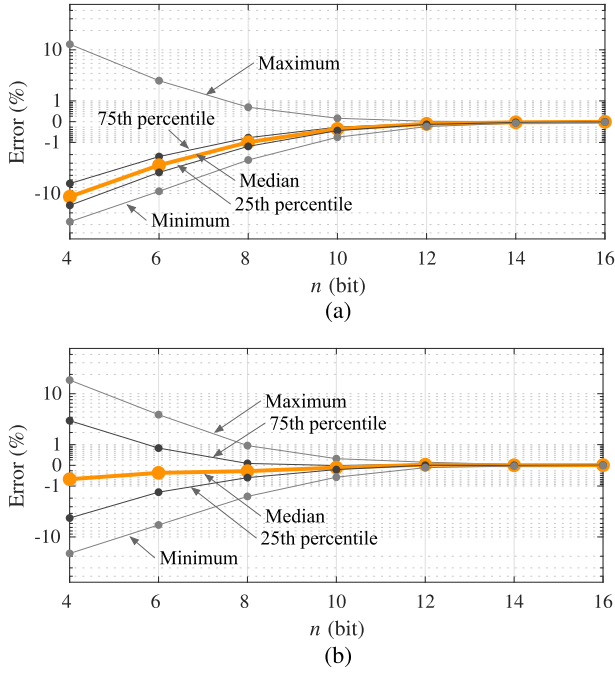 Error (%)
10
1
0
-1
-10
Maximum
75th percentile
Median
25th percentile
Minimum
4 6 8 10 12 14 16
n (bit)
(a)
Error (%)
10
1
0
-1
-10
Maximum
75th percentile
Median
25th percentile
Minimum
4 6 8 10 12 14 16
n (bit)
(b)